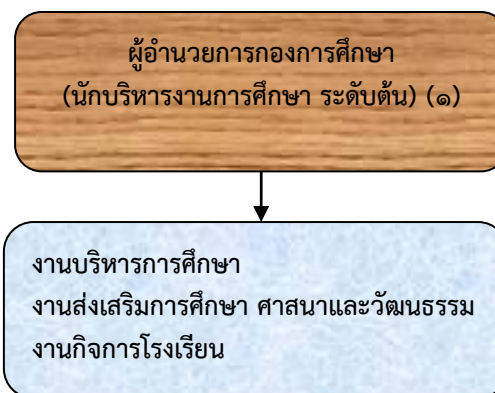 ผู้อำนวยการกองการศึกษา
(นักบริหารงานการศึกษา ระดับต้น) (๑)
งานบริหารการศึกษา
งานส่งเสริมการศึกษา ศาสนาและวัฒนธรรม
งานกิจการโรงเรียน